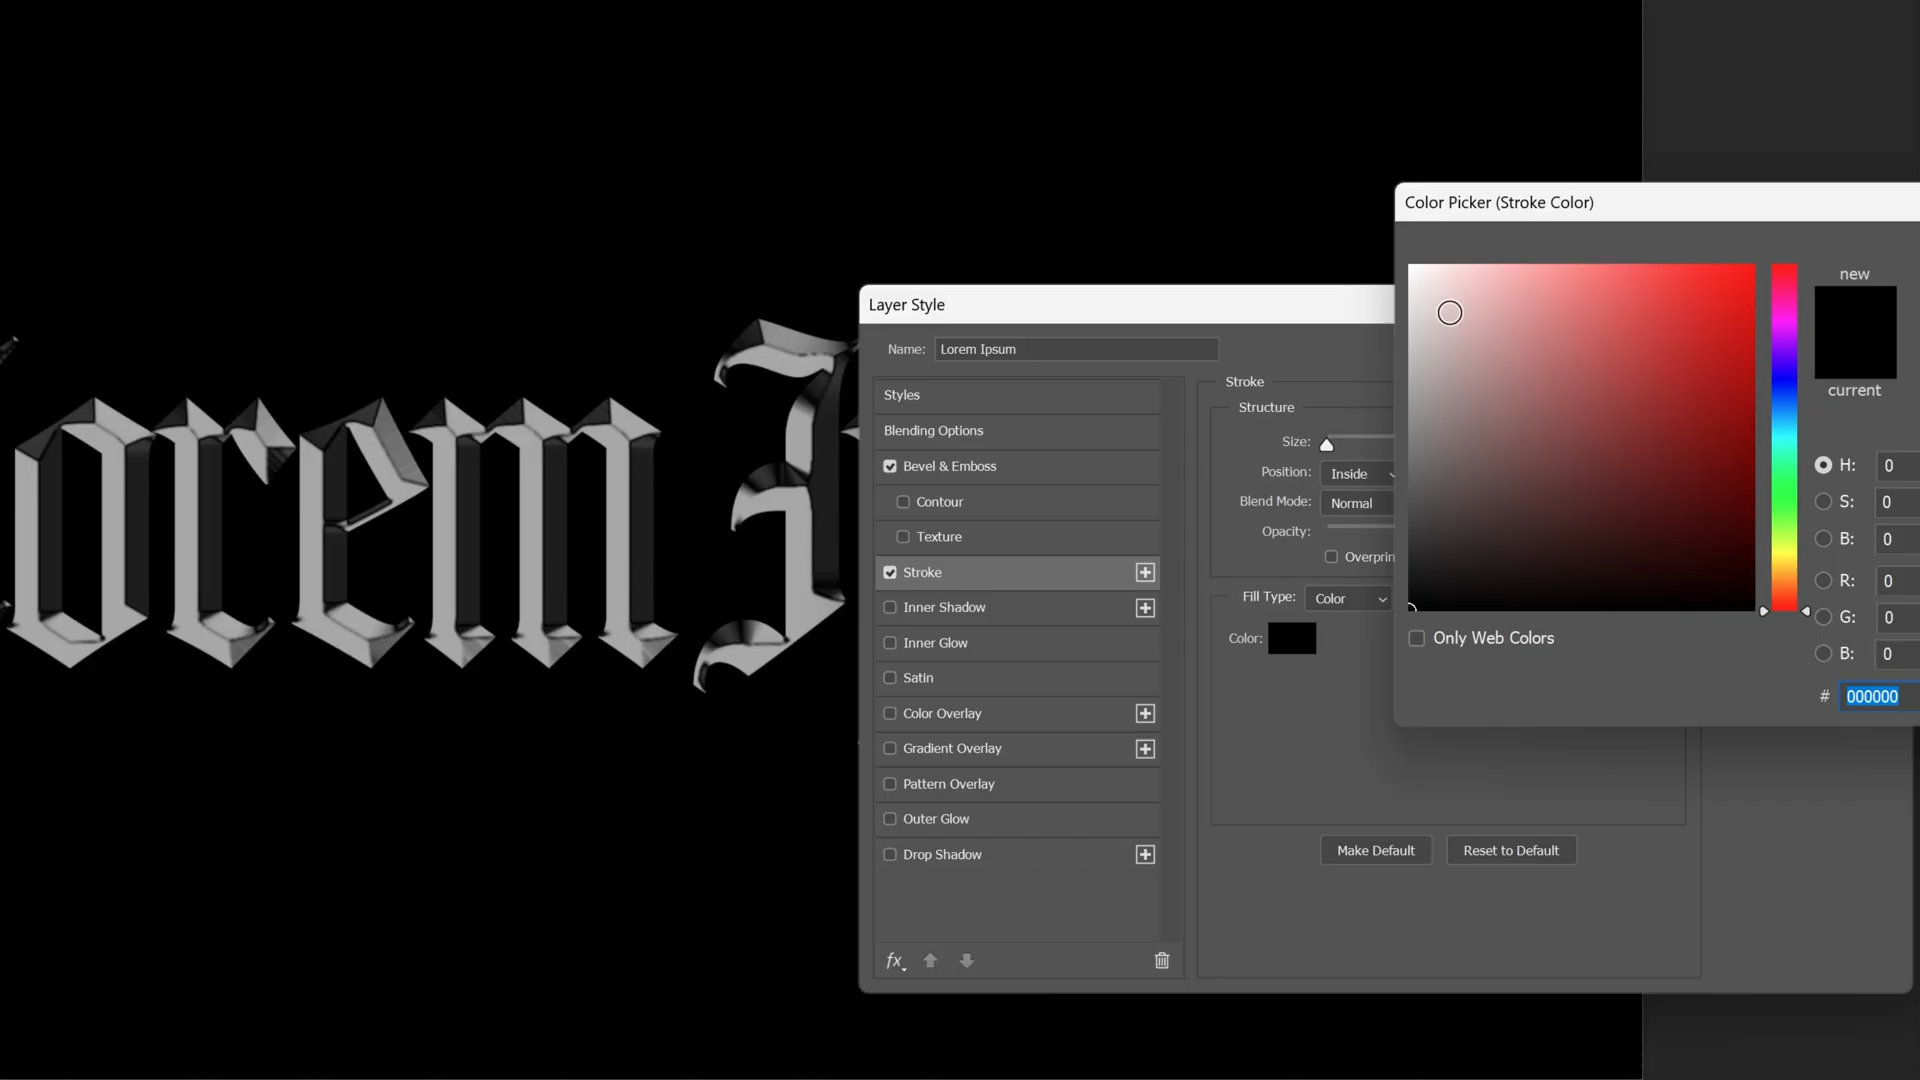 orem I
Color Picker (Stroke Color)
new
current
H: 0
S: 0
B: 0
R: 0
G: 0
B: 0
# 000000
Only Web Colors
Layer Style
Name: Lorem Ipsum
Styles
Blending Options
Bevel & Emboss
Contour
Texture
Stroke
Inner Shadow
Inner Glow
Satin
Color Overlay
Gradient Overlay
Pattern Overlay
Outer Glow
Drop Shadow
fx
Stroke
Structure
Size:
Position: Inside
Blend Mode: Normal
Opacity:
Overprin
Fill Type: Color
Color:
Make Default
Reset to Default